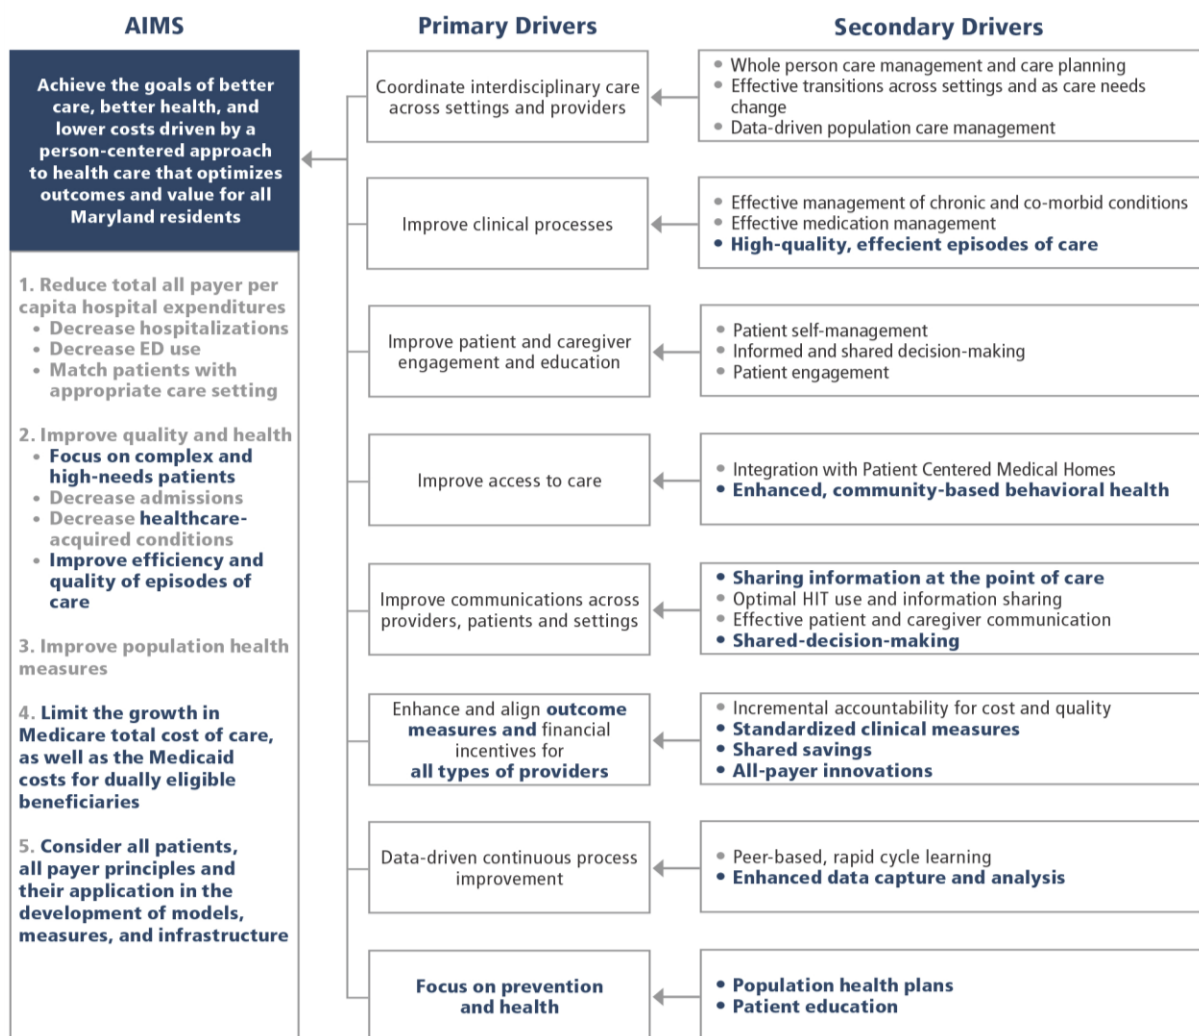 AIMS
Achieve the goals of better
care, better health, and
lower costs driven by a
person-centered approach
to health care that optimizes
outcomes and value for all
Maryland residents
1. Reduce total all payer per
capita hospital expenditures
• Decrease hospitalizations
• Decrease ED use
• Match patients with
appropriate care setting
2. Improve quality and health
• Focus on complex and
high-needs patients
• Decrease admissions
• Decrease healthcare-
acquired conditions
• Improve efficiency and
quality of episodes of
care
3. Improve population health
measures
4. Limit the growth in
Medicare total cost of care,
as well as the Medicaid
costs for dually eligible
beneficiaries
5. Consider all patients,
all payer principles and
their application in the
development of models,
measures, and infrastructure
Primary Drivers
Coordinate interdisciplinary care
across settings and providers
Improve clinical processes
Improve patient and caregiver
engagement and education
Improve access to care
Improve communications across
providers, patients and settings
Enhance and align outcome
measures and financial
incentives for
all types of providers
Data-driven continuous process
improvement
Focus on prevention
and health
Secondary Drivers
• Whole person care management and care planning
• Effective transitions across settings and as care needs
change
• Data-driven population care management
• Effective management of chronic and co-morbid conditions
• Effective medication management
• High-quality, effecient episodes of care
• Patient self-management
• Informed and shared decision-making
• Patient engagement
• Integration with Patient Centered Medical Homes
• Enhanced, community-based behavioral health
• Sharing information at the point of care
• Optimal HIT use and information sharing
• Effective patient and caregiver communication
• Shared-decision-making
• Incremental accountability for cost and quality
• Standardized clinical measures
• Shared savings
• All-payer innovations
• Peer-based, rapid cycle learning
• Enhanced data capture and analysis
• Population health plans
• Patient education